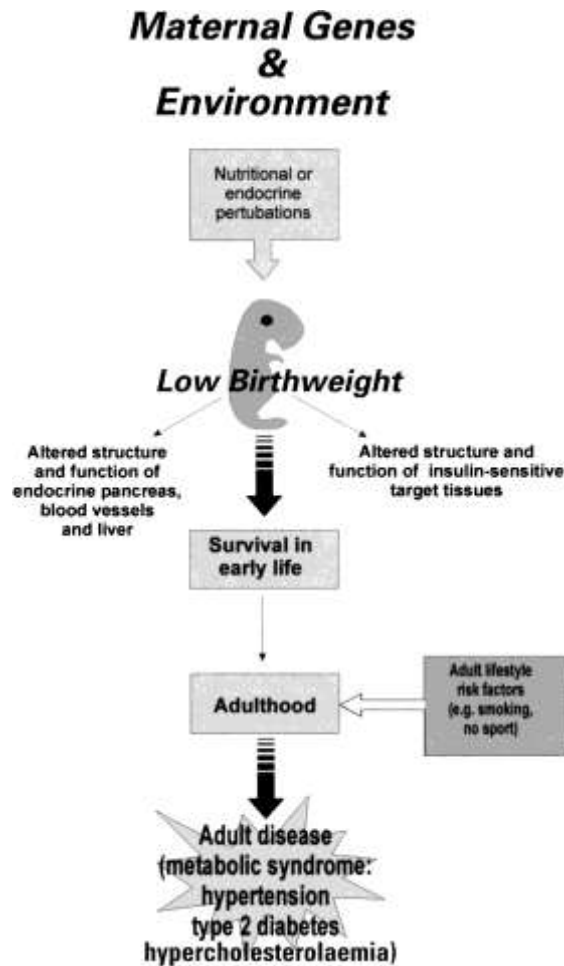 Maternal Genes
&
Environment
Nutritional or
endocrine
pertubations
Low Birthweight
Altered structure
and function of
endocrine pancreas,
blood vessels
and liver
Altered structure and
function of insulin-sensitive
target tissues
Survival in
early life
Adulthood
Adult lifestyle
risk factors
(e.g. smoking,
no sport)
Adult disease
(metabolic syndrome:
hypertension
type 2 diabetes
hypercholesterolaemia)